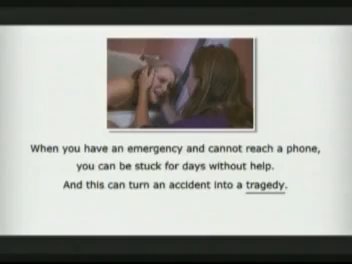 When you have an emergency and cannot reach a phone,
you can be stuck for days without help.
And this can turn an accident into a tragedy.